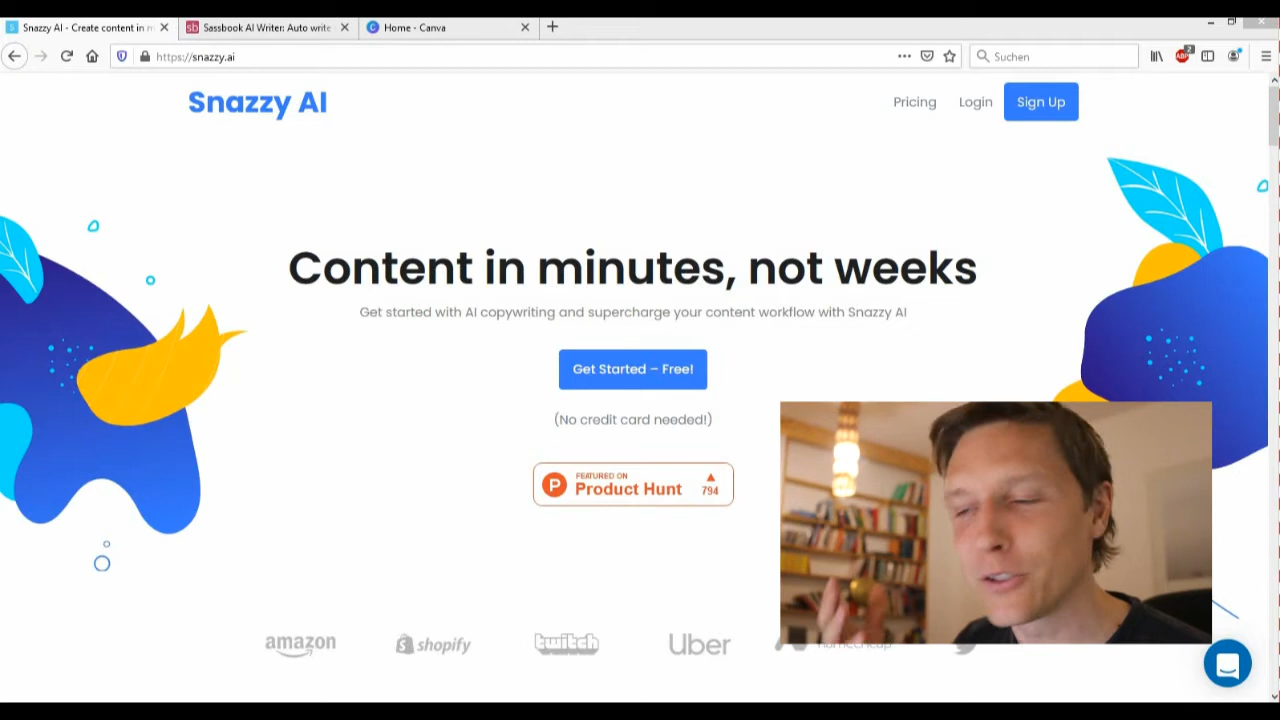 Snazzy AI - Create content in m
Sassbook AI Writer: Auto write
Home - Canva
https://snazzy.ai
Suchen
ABP
2
Snazzy AI
Pricing
Login
Sign Up
Content in minutes, not weeks
Get started with AI copywriting and supercharge your content workflow with Snazzy AI
Get Started – Free!
(No credit card needed!)
P
FEATURED ON
Product Hunt
794
amazon
shopify
twitch
Uber